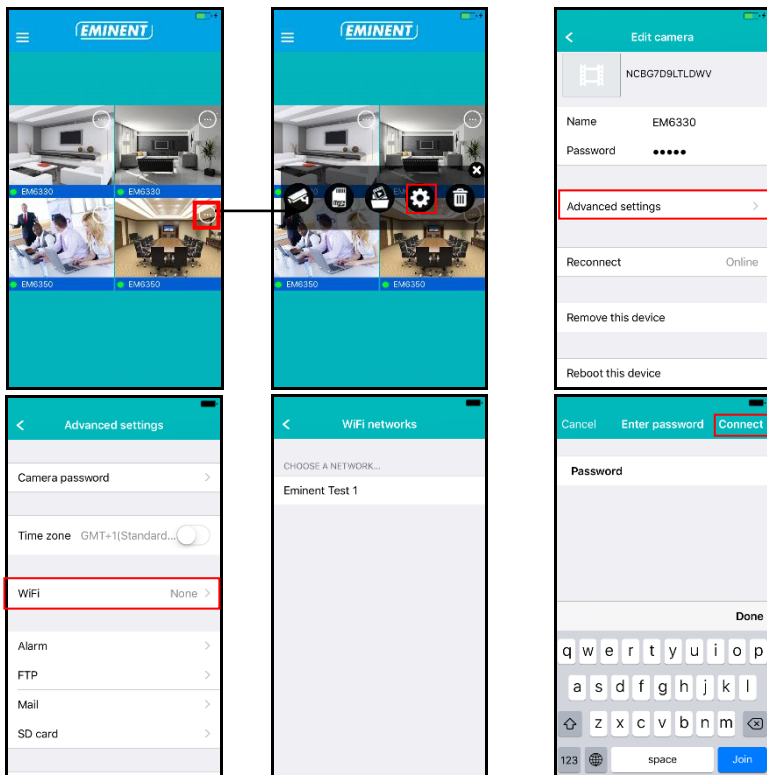 EMINENT
EM6330
EM6330
EM6350
EM6350
EMINENT
EM6350
EM6350
Edit camera
NCBG7D9LTLDWV
Name EM6330
Password •••••
Advanced settings
Reconnect Online
Remove this device
Reboot this device
Advanced settings
Camera password
Time zone GMT+1(Standard...
WiFi None
Alarm
FTP
Mail
SD card
WiFi networks
CHOOSE A NETWORK...
Eminent Test 1
Cancel Enter password Connect
Password
Done
q w e r t y u i o p
a s d f g h j k l
z x c v b n m
123 space Join